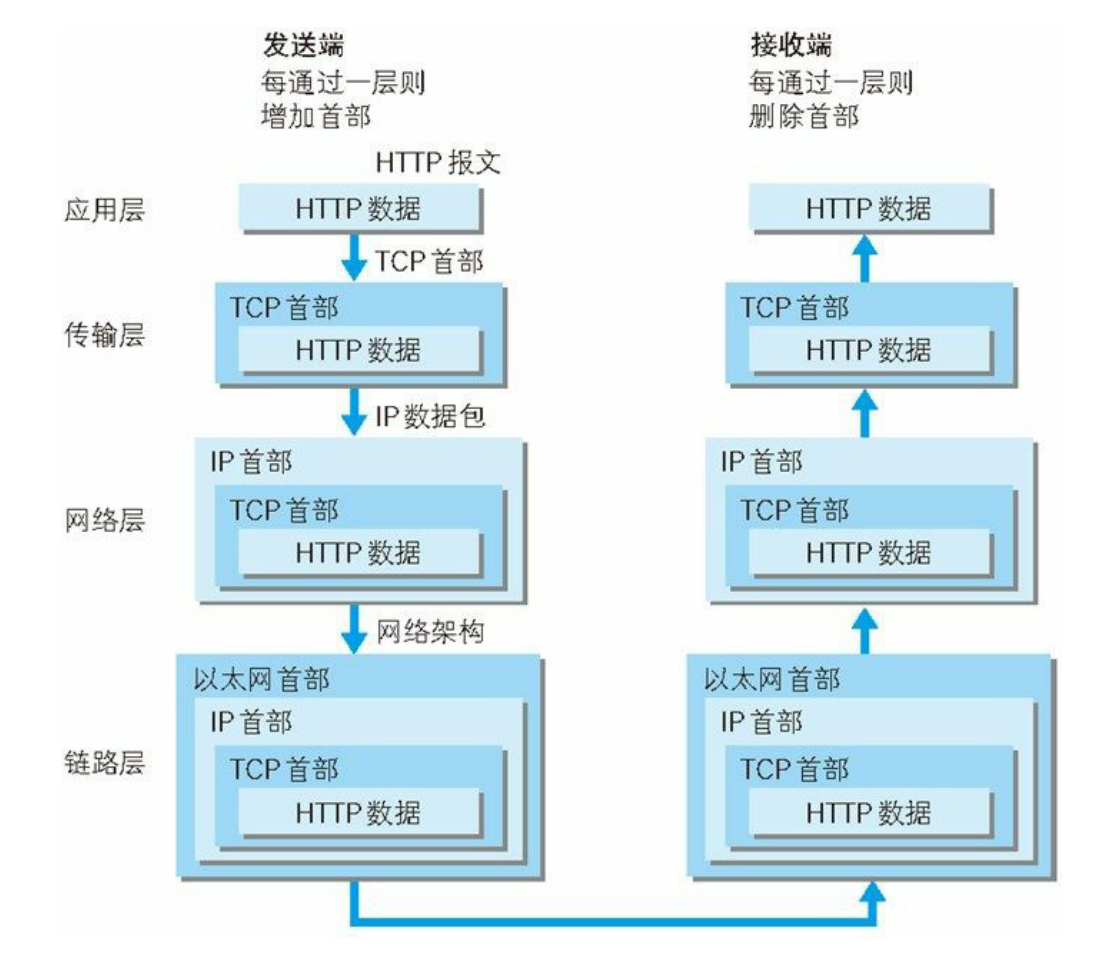 发送端
每通过一层则
增加首部
接收端
每通过一层则
删除首部
HTTP 报文
应用层
HTTP 数据
HTTP 数据
TCP 首部
传输层
TCP 首部
HTTP 数据
TCP 首部
HTTP 数据
IP 数据包
网络层
IP 首部
TCP 首部
HTTP 数据
IP 首部
TCP 首部
HTTP 数据
网络架构
链路层
以太网首部
IP 首部
TCP 首部
HTTP 数据
以太网首部
IP 首部
TCP 首部
HTTP 数据